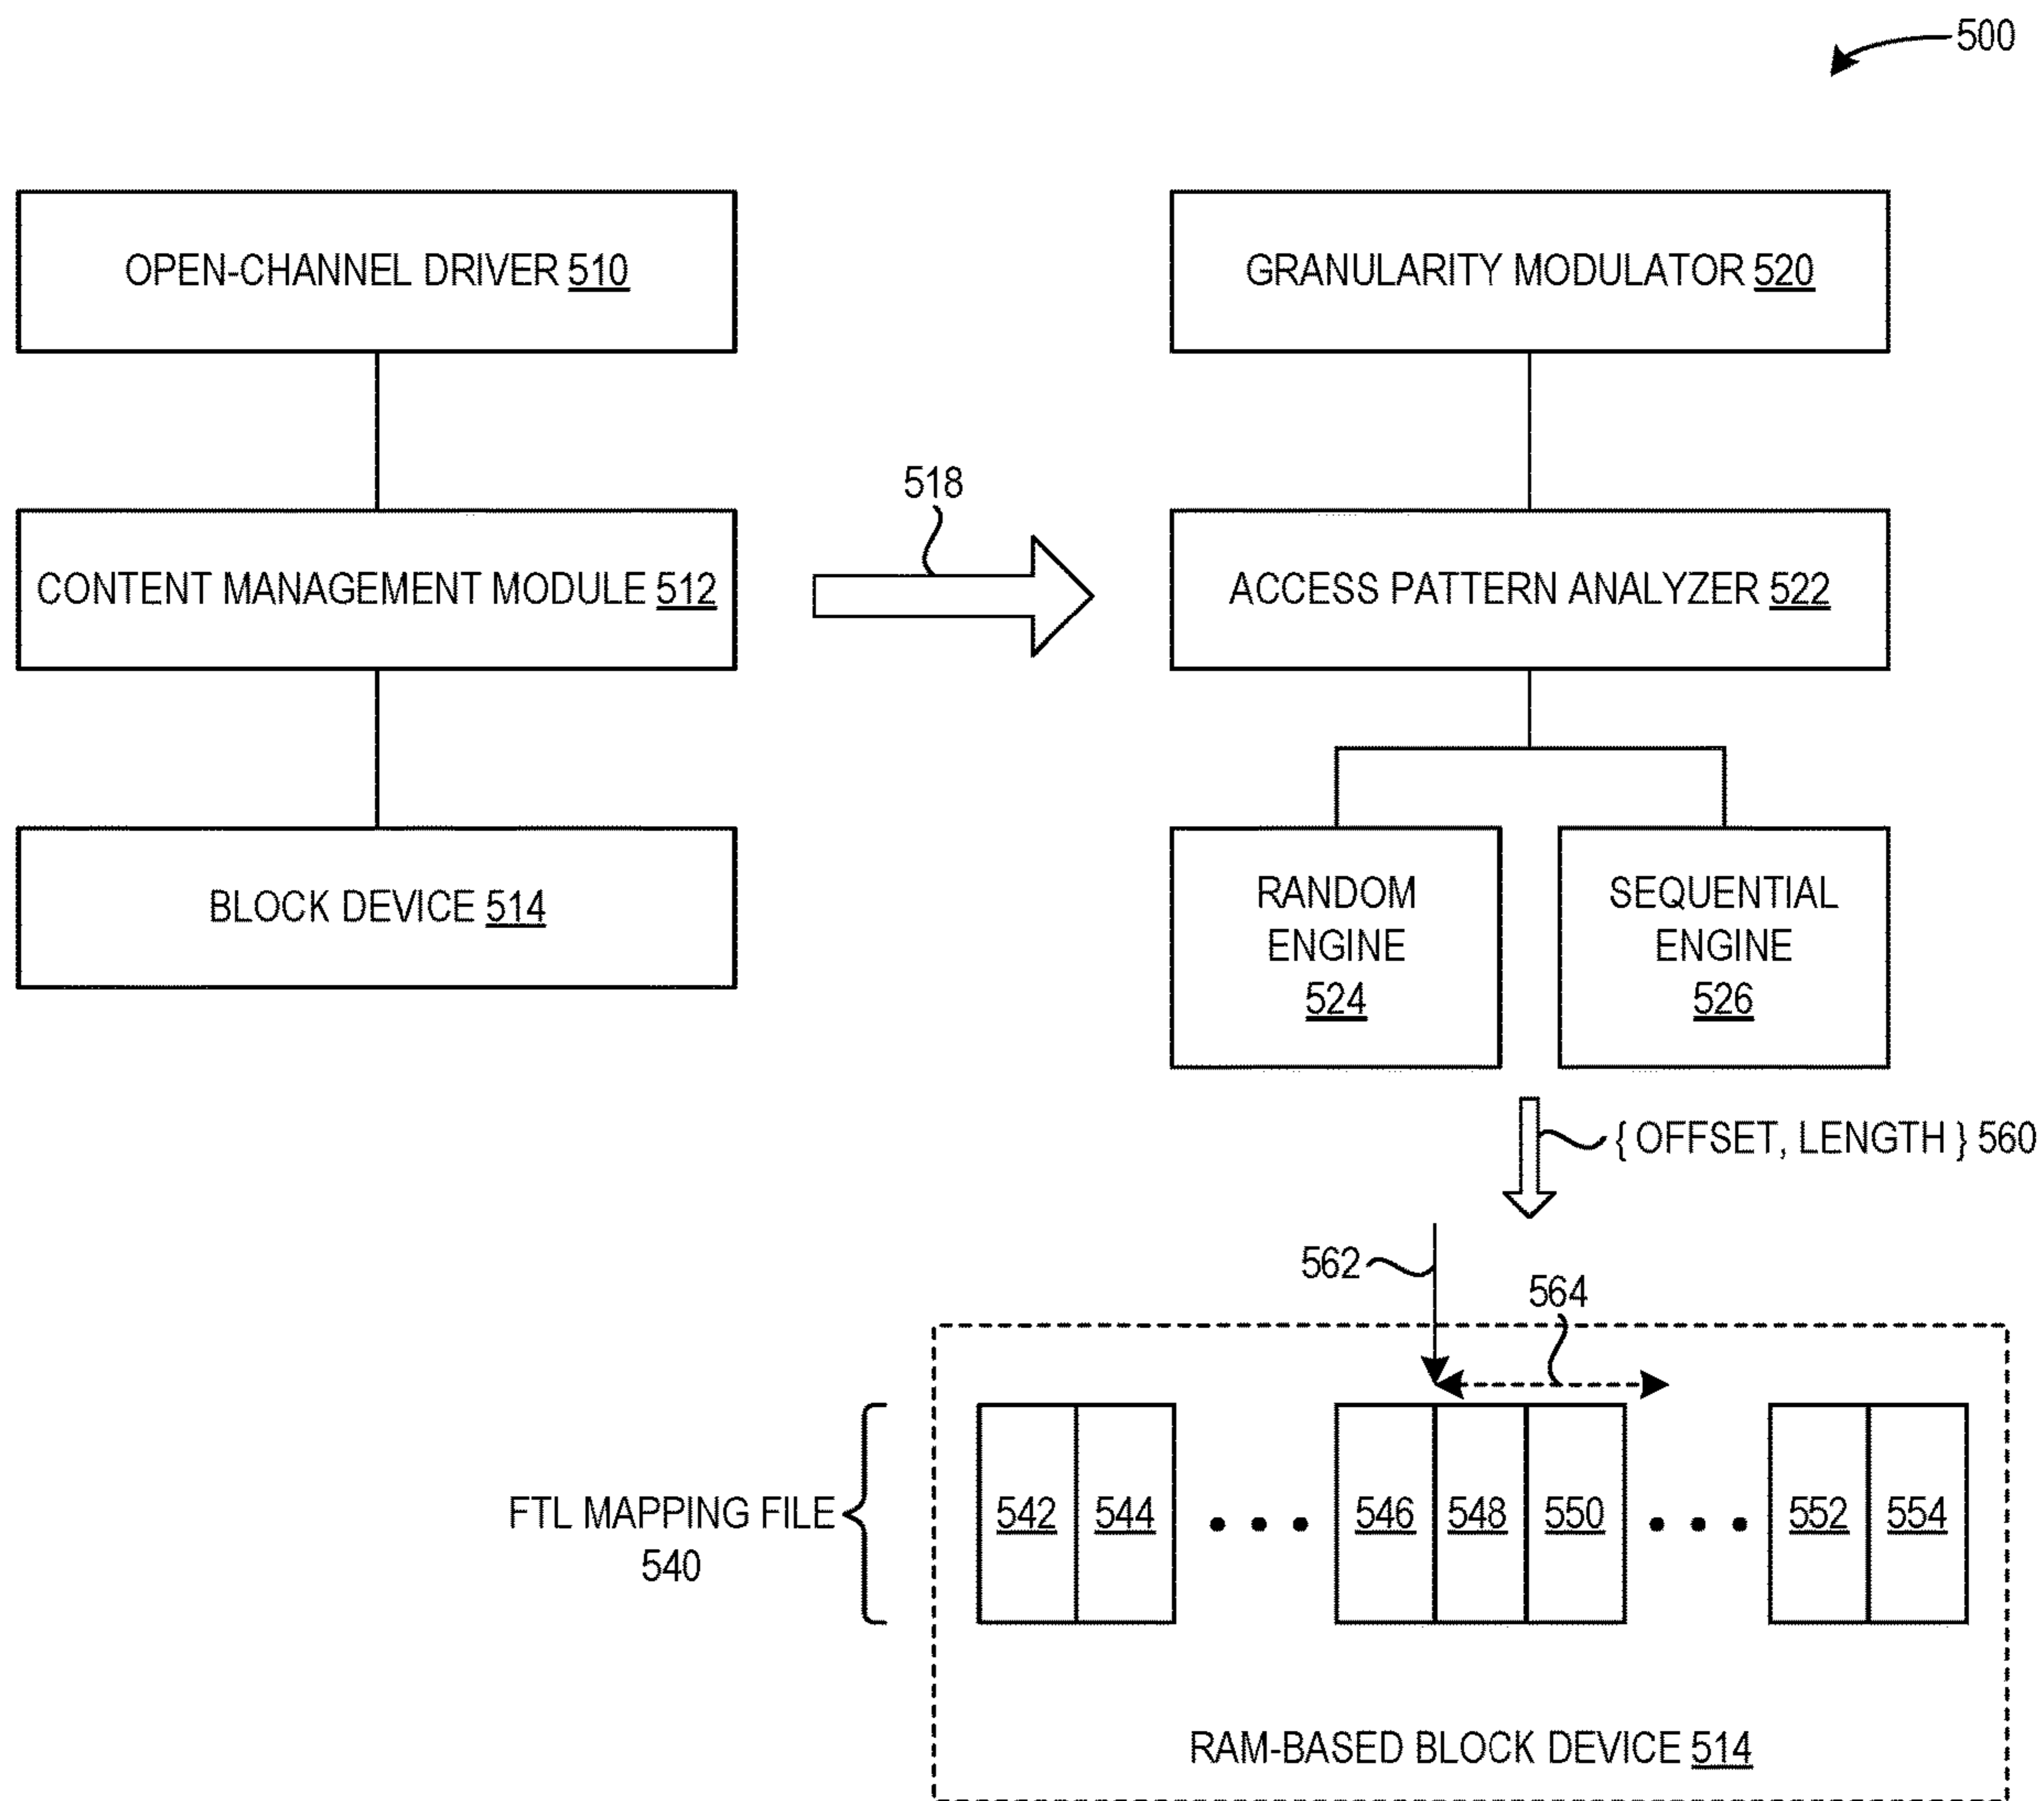 500
OPEN-CHANNEL DRIVER 510
GRANULARITY MODULATOR 520
518
CONTENT MANAGEMENT MODULE 512
ACCESS PATTERN ANALYZER 522
BLOCK DEVICE 514
RANDOM
ENGINE
524
SEQUENTIAL
ENGINE
526
{ OFFSET, LENGTH } 560
562
564
FTL MAPPING FILE
540
542 544 • • • 546 548 550 • • • 552 554
RAM-BASED BLOCK DEVICE 514